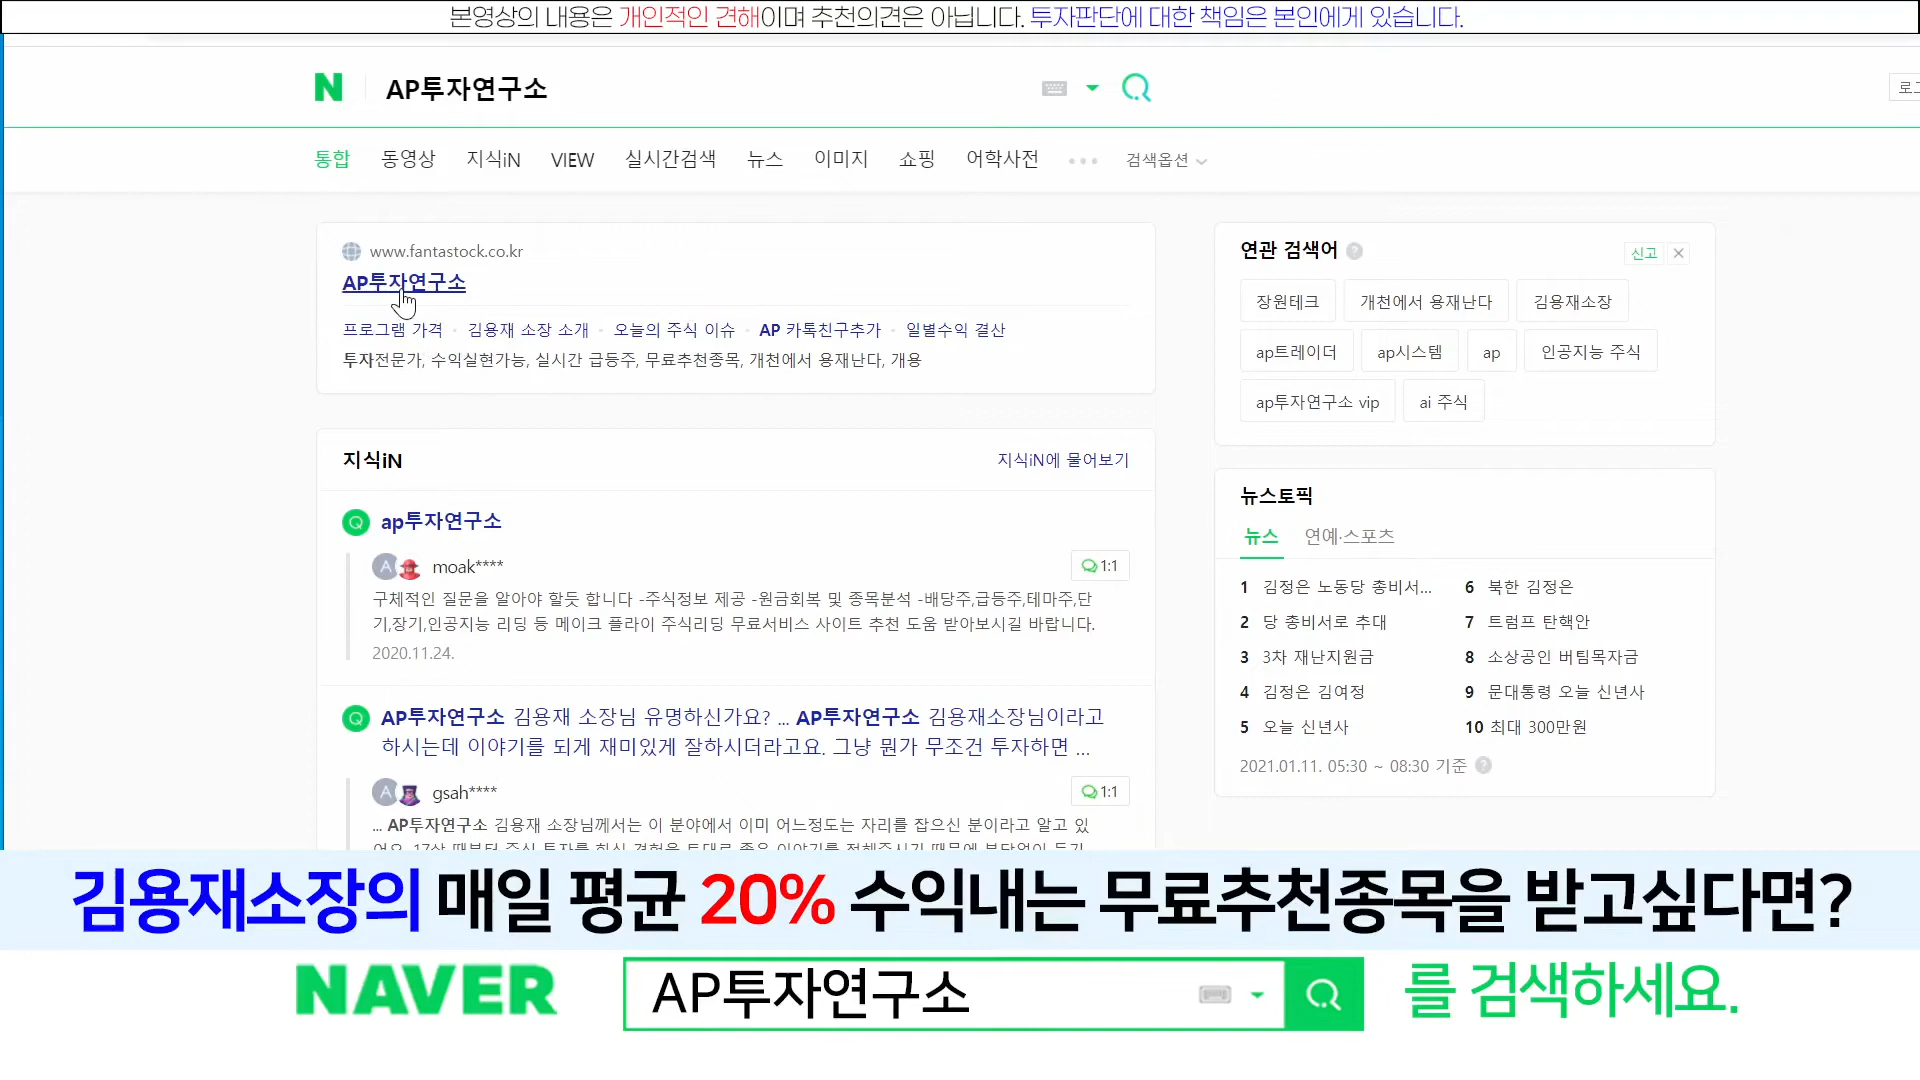 본영상의 내용은 개인적인 견해이며 추천의견은 아닙니다. 투자판단에 대한 책임은 본인에게 있습니다.
N AP투자연구소
로그
통합 동영상 지식iN VIEW 실시간검색 뉴스 이미지 쇼핑 어학사전 검색옵션
www.fantastock.co.kr
AP투자연구소
프로그램 가격 · 김용재 소장 소개 · 오늘의 주식 이슈 · AP 카톡친구추가 · 일별수익 결산
투자전문가, 수익실현가능, 실시간 급등주, 무료추천종목, 개천에서 용재난다, 개용
지식iN 지식iN에 물어보기
ap투자연구소
A moak**** 1:1
구체적인 질문을 알아야 할듯 합니다 -주식정보 제공 -원금회복 및 종목분석 -배당주,급등주,테마주,단
기,장기,인공지능 리딩 등 메이크 플라이 주식리딩 무료서비스 사이트 추천 도움 받아보시길 바랍니다.
2020.11.24.
AP투자연구소 김용재 소장님 유명하신가요? ... AP투자연구소 김용재소장님이라고
하시는데 이야기를 되게 재미있게 잘하시더라고요. 그냥 뭔가 무조건 투자하면 ...
A gsah**** 1:1
... AP투자연구소 김용재 소장님께서는 이 분야에서 이미 어느정도는 자리를 잡으신 분이라고 알고 있
연관 검색어 ? 신고
장원테크 개천에서 용재난다 김용재소장
ap트레이더 ap시스템 ap 인공지능 주식
ap투자연구소 vip ai 주식
뉴스토픽
뉴스 연예·스포츠
1 김정은 노동당 총비서... 6 북한 김정은
2 당 총비서로 추대 7 트럼프 탄핵안
3 3차 재난지원금 8 소상공인 버팀목자금
4 김정은 김여정 9 문대통령 오늘 신년사
5 오늘 신년사 10 최대 300만원
2021.01.11. 05:30 ~ 08:30 기준 ?
김용재소장의 매일 평균 20% 수익내는 무료추천종목을 받고싶다면?
NAVER AP투자연구소 를 검색하세요.